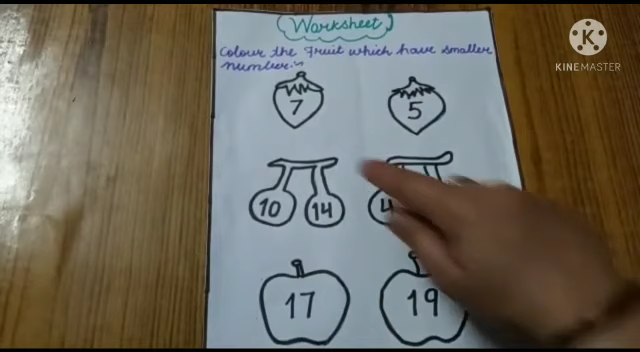 Worksheet
Colour the fruit which have smaller
number:~
7 5
10 14 4
17 19
K
KINEMASTER